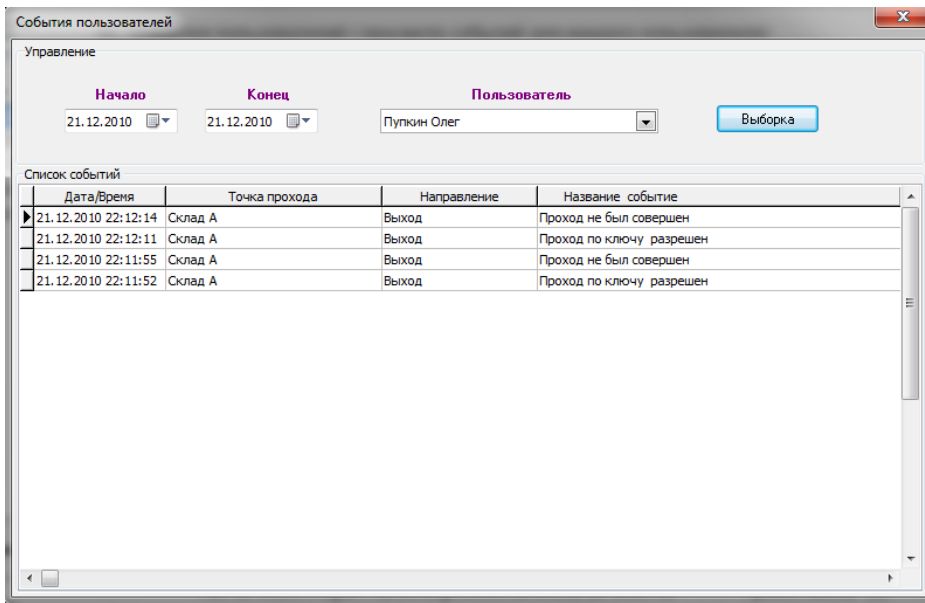 События пользователей
Управление
Начало Конец Пользователь
21.12.2010 21.12.2010 Пупкин Олег Выборка
Список событий
Дата/Время Точка прохода Направление Название событие
21.12.2010 22:12:14 Склад А Выход Проход не был совершен
21.12.2010 22:12:11 Склад А Выход Проход по ключу разрешен
21.12.2010 22:11:55 Склад А Выход Проход не был совершен
21.12.2010 22:11:52 Склад А Выход Проход по ключу разрешен